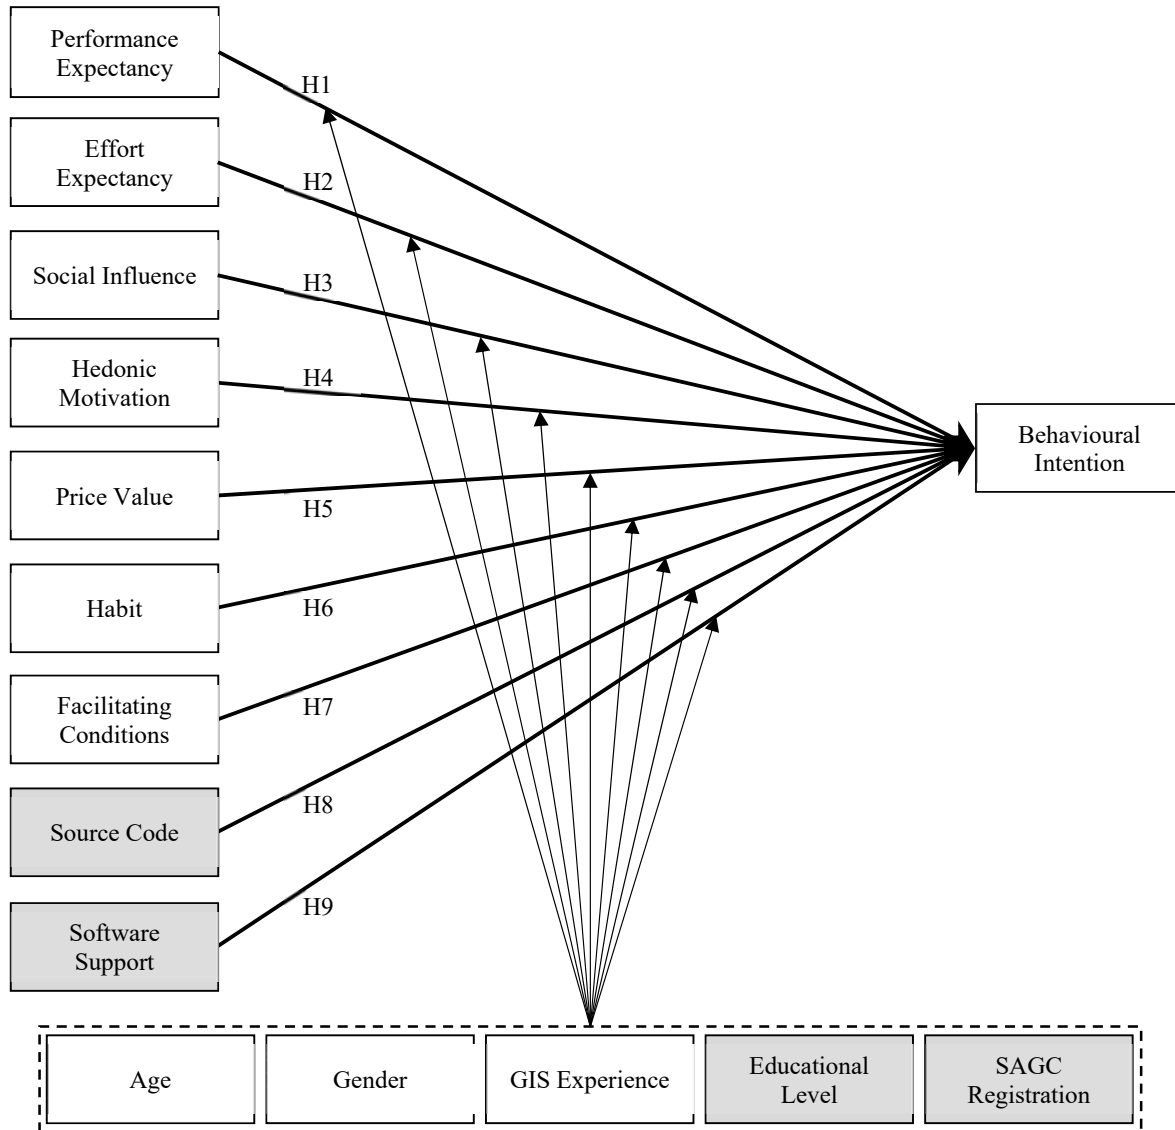 Performance
Expectancy
H1
Effort
Expectancy
H2
Social Influence
H3
Hedonic
Motivation
H4
Behavioural
Intention
Price Value
H5
Habit
H6
Facilitating
Conditions
H7
Source Code
H8
Software
Support
H9
Age
Gender
GIS Experience
Educational
Level
SAGC
Registration